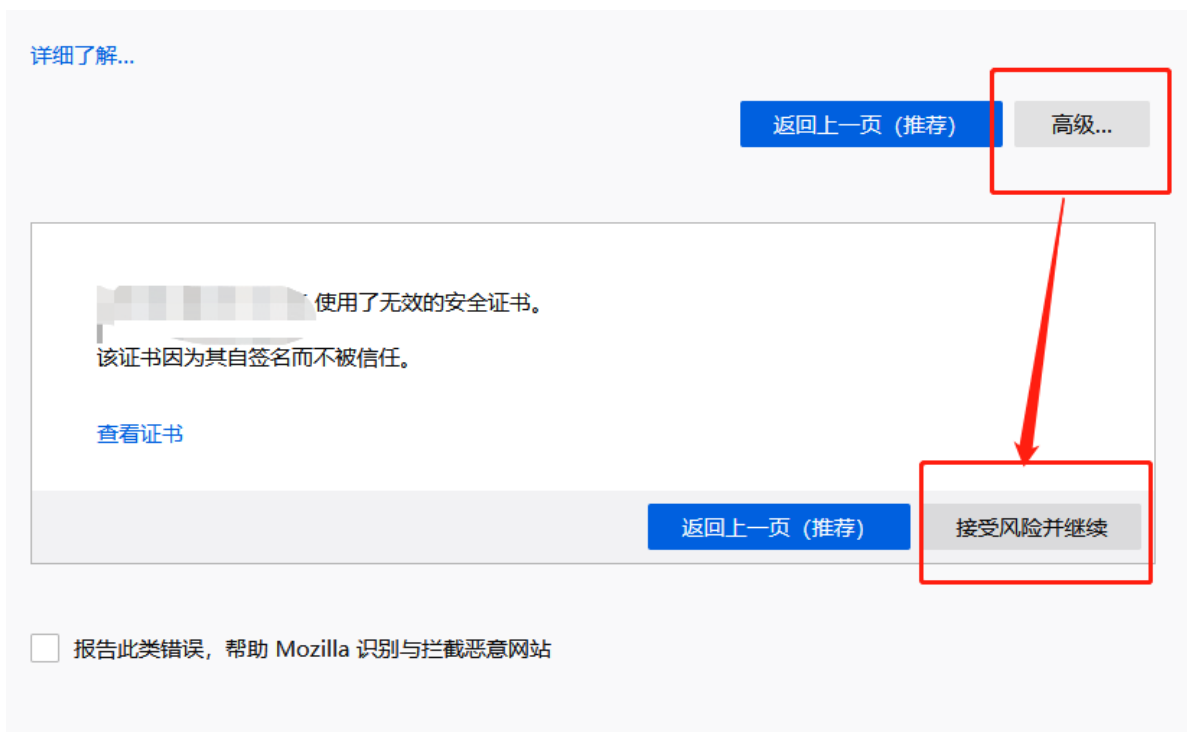 详细了解...
返回上一页（推荐） 高级...
使用了无效的安全证书。
该证书因为其自签名而不被信任。
查看证书
返回上一页（推荐） 接受风险并继续
报告此类错误，帮助 Mozilla 识别与拦截恶意网站